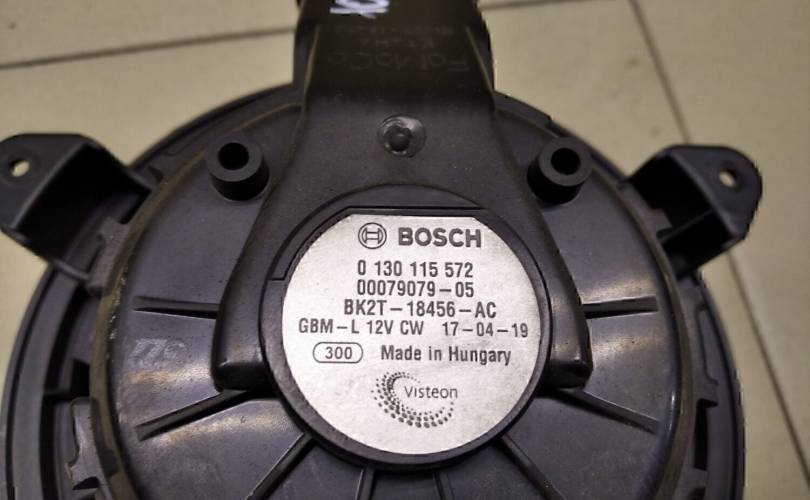 FoMoCo
BOSCH
0 130 115 572
00079079-05
BK2T-18456-AC
GBM-L 12V CW 17-04-19
300 Made in Hungary
Visteon